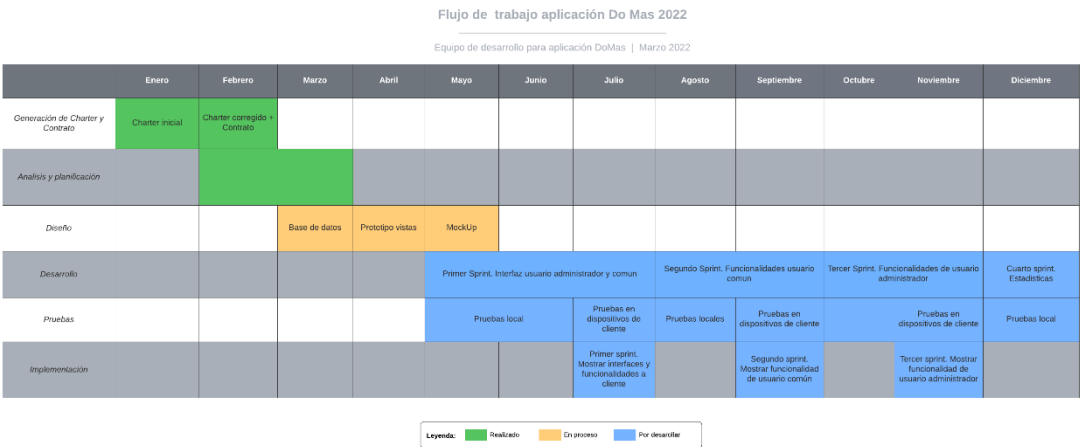 Flujo de trabajo aplicación Do Mas 2022
Equipo de desarrollo para aplicación DoMas | Marzo 2022
Enero Febrero Marzo Abril Mayo Junio Julio Agosto Septiembre Octubre Noviembre Diciembre
Generación de Charter y
Contrato
Charter inicial
Charter corregido +
Contrato
Analisis y planificación
Diseño
Base de datos
Prototipo vistas
MockUp
Desarrollo
Primer Sprint. Interfaz usuario administrador y comun
Segundo Sprint. Funcionalidades usuario
comun
Tercer Sprint. Funcionalidades de usuario
administrador
Cuarto sprint.
Estadisticas
Pruebas
Pruebas local
Pruebas en
dispositivos de
cliente
Pruebas locales
Pruebas en
dispositivos de cliente
Pruebas en
dispositivos de cliente
Pruebas local
Implementación
Primer sprint.
Mostrar interfaces y
funcionalidades a
cliente
Segundo sprint.
Mostrar funcionalidad
de usuario común
Tercer sprint. Mostrar
funcionalidad de
usuario administrador
Leyenda: Realizado En proceso Por desarcllar